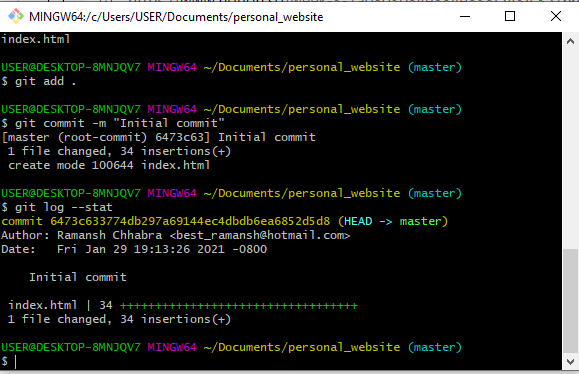 MINGW64:/c/Users/USER/Documents/personal_website
index.html
USER@DESKTOP-8MNJQV7 MINGW64 ~/Documents/personal_website (master)
$ git add .
USER@DESKTOP-8MNJQV7 MINGW64 ~/Documents/personal_website (master)
$ git commit -m "Initial commit"
[master (root-commit) 6473c63] Initial commit
 1 file changed, 34 insertions(+)
 create mode 100644 index.html
USER@DESKTOP-8MNJQV7 MINGW64 ~/Documents/personal_website (master)
$ git log --stat
commit 6473c633774db297a69144ec4dbdb6ea6852d5d8 (HEAD -> master)
Author: Ramansh Chhabra <best_ramansh@hotmail.com>
Date:   Fri Jan 29 19:13:26 2021 -0800
    Initial commit
 index.html | 34 ++++++++++++++++++++++++++++++++++
 1 file changed, 34 insertions(+)
USER@DESKTOP-8MNJQV7 MINGW64 ~/Documents/personal_website (master)
$